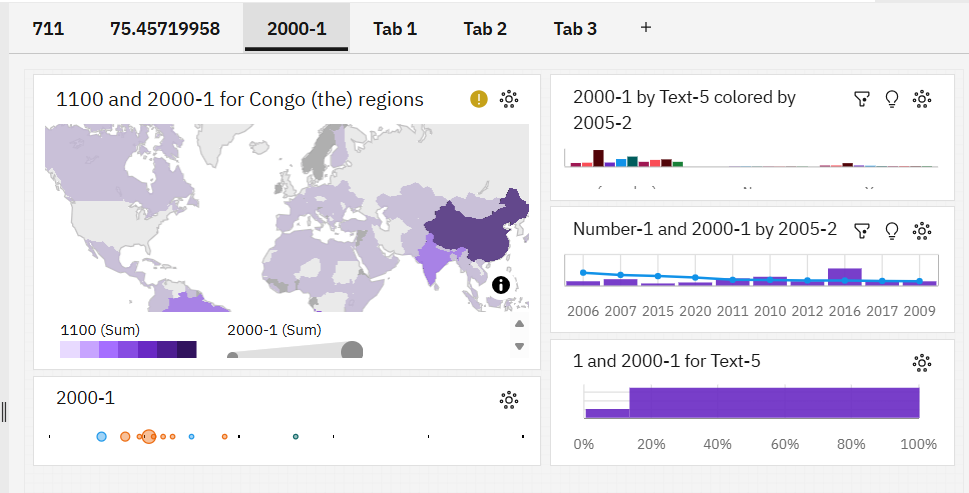 711 75.45719958 2000-1 Tab 1 Tab 2 Tab 3 +
1100 and 2000-1 for Congo (the) regions
1100 (Sum) 2000-1 (Sum)
2000-1
2000-1 by Text-5 colored by
2005-2
Number-1 and 2000-1 by 2005-2
2006 2007 2015 2020 2011 2010 2012 2016 2017 2009
1 and 2000-1 for Text-5
0% 20% 40% 60% 80% 100%